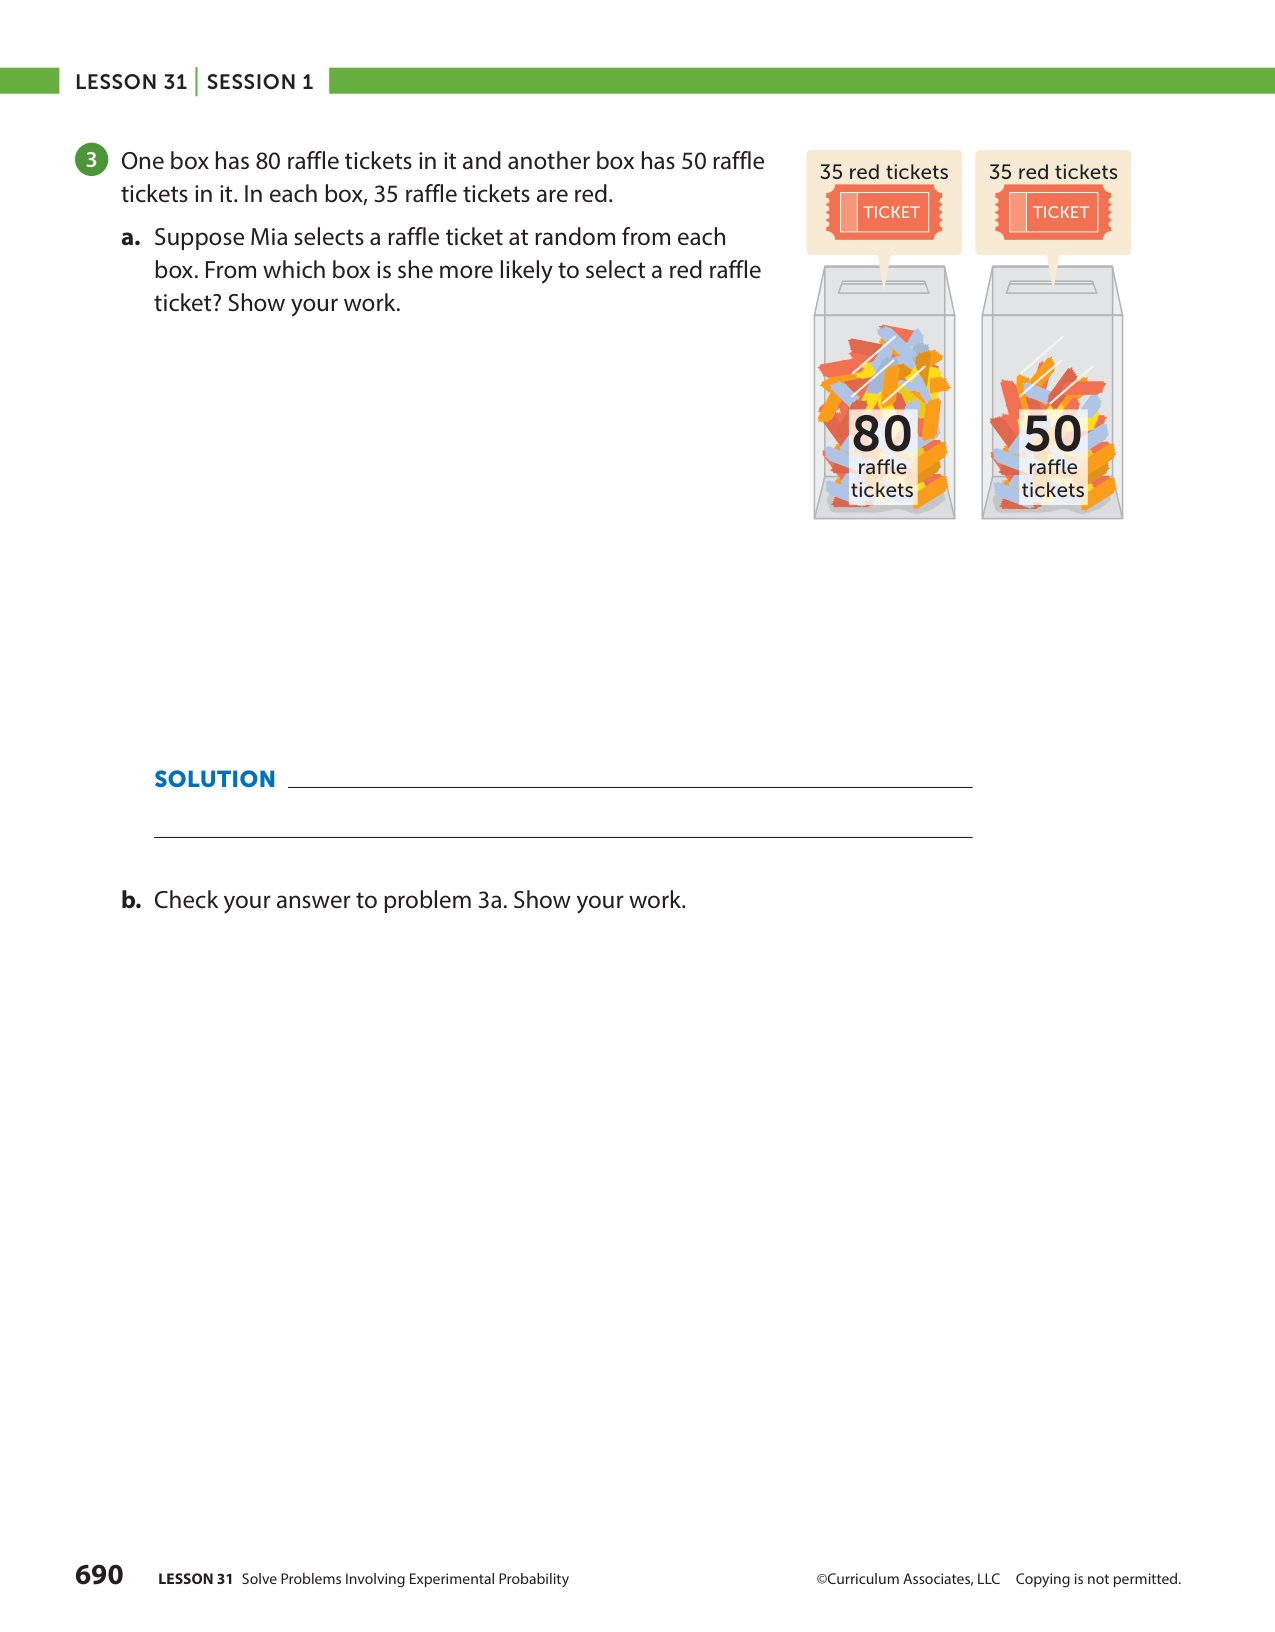 LESSON 31 | SESSION 1
3 One box has 80 raffle tickets in it and another box has 50 raffle
tickets in it. In each box, 35 raffle tickets are red.
a. Suppose Mia selects a raffle ticket at random from each
box. From which box is she more likely to select a red raffle
ticket? Show your work.
35 red tickets
TICKET
80
raffle
tickets
35 red tickets
TICKET
50
raffle
tickets
SOLUTION
b. Check your answer to problem 3a. Show your work.
690 LESSON 31 Solve Problems Involving Experimental Probability
©Curriculum Associates, LLC Copying is not permitted.